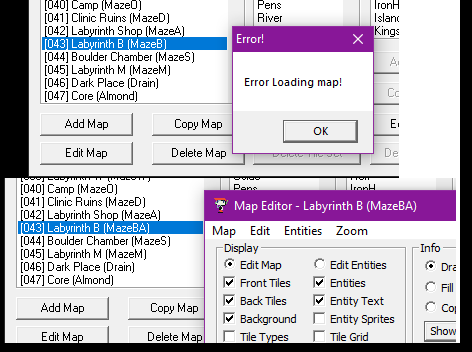 [040] Camp (MazeO)
[041] Clinic Ruins (MazeD)
[042] Labyrinth Shop (MazeA)
[043] Labyrinth B (MazeB)
[044] Boulder Chamber (MazeS)
[045] Labyrinth M (MazeM)
[046] Dark Place (Drain)
[047] Core (Almond)
Pens
River
IronH
Island
Kings
Error!
Error Loading map!
OK
Add Map
Copy Map
Edit Map
Delete Map
Delete Tile Set
[040] Camp (MazeO)
[041] Clinic Ruins (MazeD)
[042] Labyrinth Shop (MazeA)
[043] Labyrinth B (MazeBA)
[044] Boulder Chamber (MazeS)
[045] Labyrinth M (MazeM)
[046] Dark Place (Drain)
[047] Core (Almond)
Add Map
Copy Map
Edit Map
Delete Map
Map Editor - Labyrinth B (MazeBA)
Map Edit Entities Zoom
Display
Edit Map
Edit Entities
Front Tiles
Entities
Back Tiles
Entity Text
Background
Entity Sprites
Tile Types
Tile Grid
Info
Dra
Fill
Cop
Show